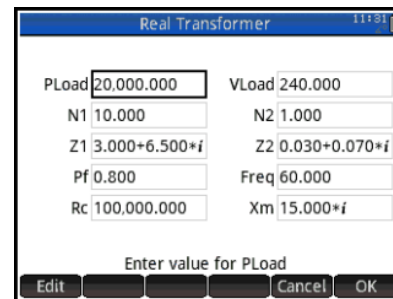 Real Transformer 11:31
PLoad 20,000.000 VLoad 240.000
N1 10.000 N2 1.000
Z1 3.000+6.500*i Z2 0.030+0.070*i
Pf 0.800 Freq 60.000
Rc 100,000.000 Xm 15.000*i
Enter value for PLoad
Edit Cancel OK